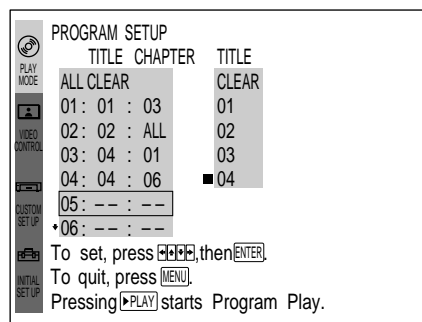 PROGRAM SETUP
TITLE CHAPTER TITLE
PLAY MODE
ALL CLEAR CLEAR
01: 01 : 03 01
02: 02 : ALL 02
VIDEO CONTROL
03: 04 : 01 03
04: 04 : 06 04
CUSTOM SET UP
05: – – : – –
06: – – : – –
To set, press ,then ENTER.
INITIAL SET UP
To quit, press MENU.
Pressing PLAY starts Program Play.